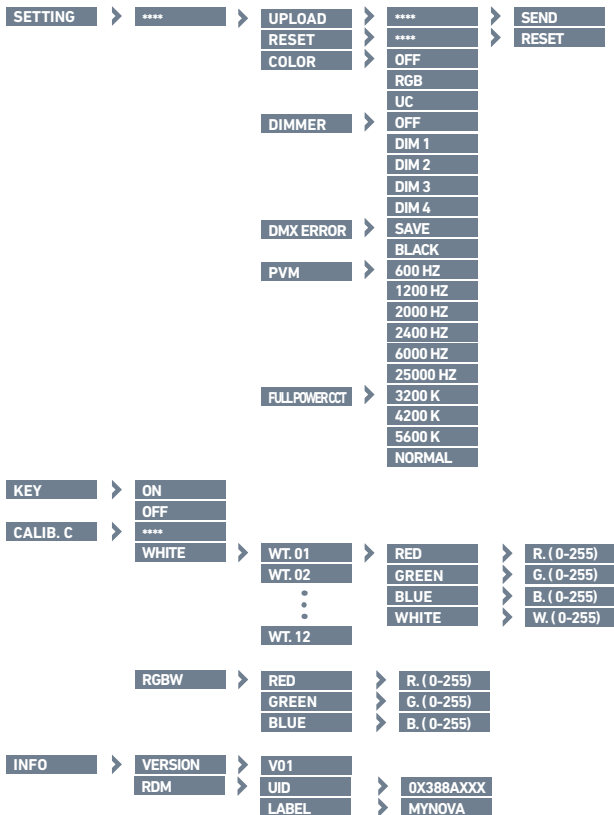 SETTING **** UPLOAD **** SEND
RESET **** RESET
COLOR OFF
RGB
UC
DIMMER OFF
DIM 1
DIM 2
DIM 3
DIM 4
DMX ERROR SAVE
BLACK
PVM 600 HZ
1200 HZ
2000 HZ
2400 HZ
6000 HZ
25000 HZ
FULL POWER CCT 3200 K
4200 K
5600 K
NORMAL
KEY ON
OFF
CALIB. C ****
WHITE WT. 01 RED R. ( 0-255)
WT. 02 GREEN G. ( 0-255)
BLUE B. ( 0-255)
WHITE W. ( 0-255)
WT. 12
RGBW RED R. ( 0-255)
GREEN G. ( 0-255)
BLUE B. ( 0-255)
INFO VERSION V01
RDM UID 0X388AXXX
LABEL MYNOVA